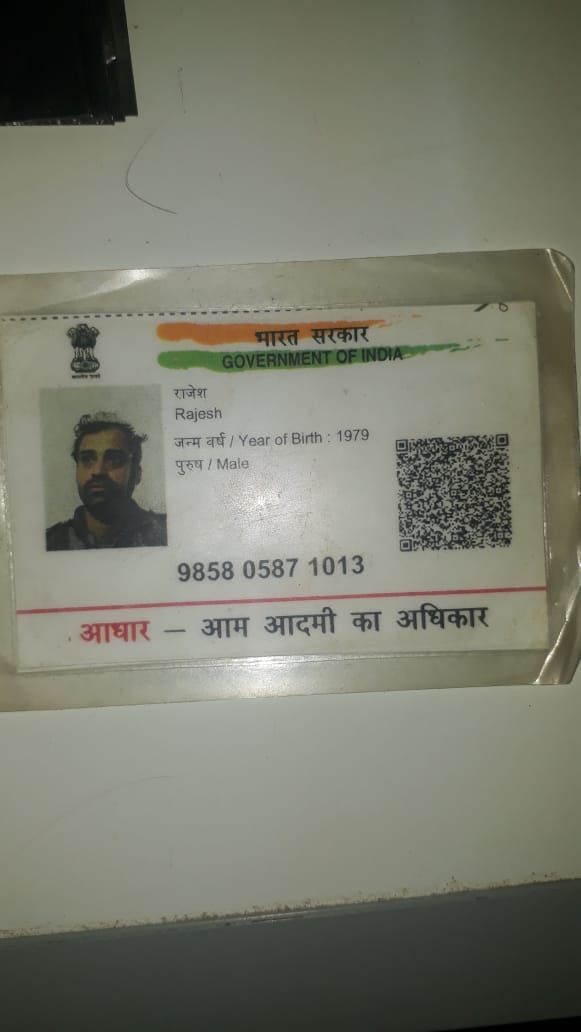 भारत सरकार
GOVERNMENT OF INDIA
राजेश
Rajesh
जन्म वर्ष / Year of Birth : 1979
पुरुष / Male
9858 0587 1013
आधार – आम आदमी का अधिकार